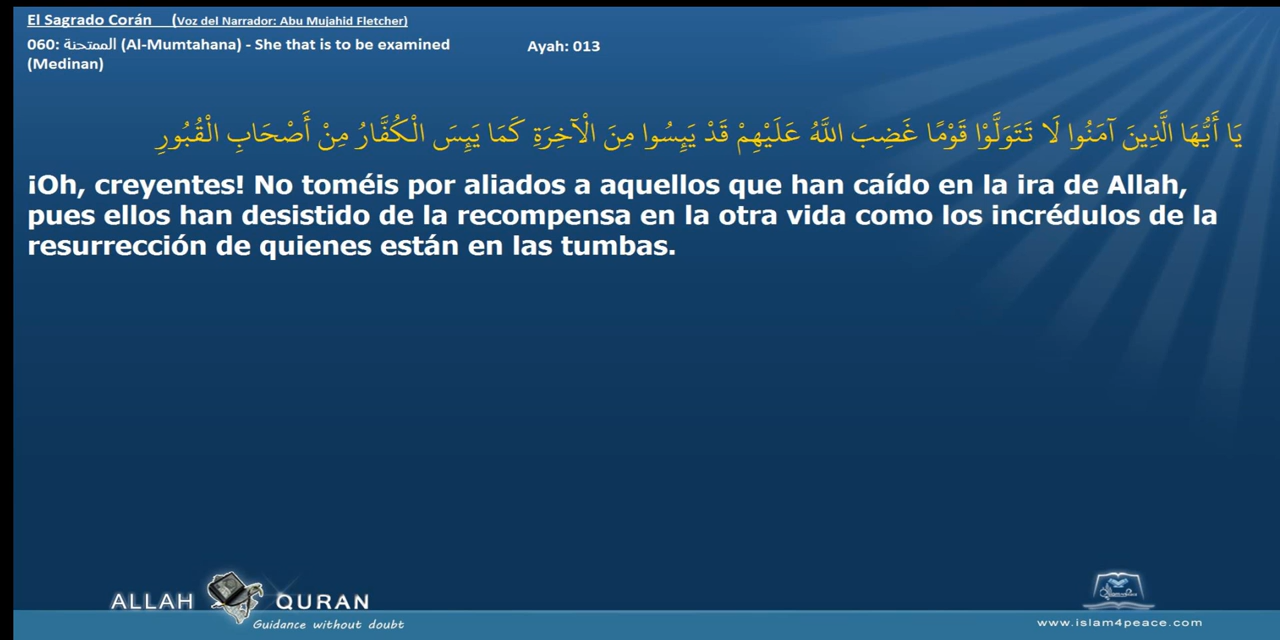 El Sagrado Corán (Voz del Narrador: Abu Mujahid Fletcher)
060: الممتحنة (Al-Mumtahana) - She that is to be examined (Medinan)
Ayah: 013
يَا أَيُّهَا الَّذِينَ آمَنُوا لَا تَتَوَلَّوْا قَوْمًا غَضِبَ اللَّهُ عَلَيْهِمْ قَدْ يَئِسُوا مِنَ الْآخِرَةِ كَمَا يَئِسَ الْكُفَّارُ مِنْ أَصْحَابِ الْقُبُورِ
¡Oh, creyentes! No toméis por aliados a aquellos que han caído en la ira de Allah,
pues ellos han desistido de la recompensa en la otra vida como los incrédulos de la
resurrección de quienes están en las tumbas.
ALLAH QURAN
Guidance without doubt
www.islam4peace.com